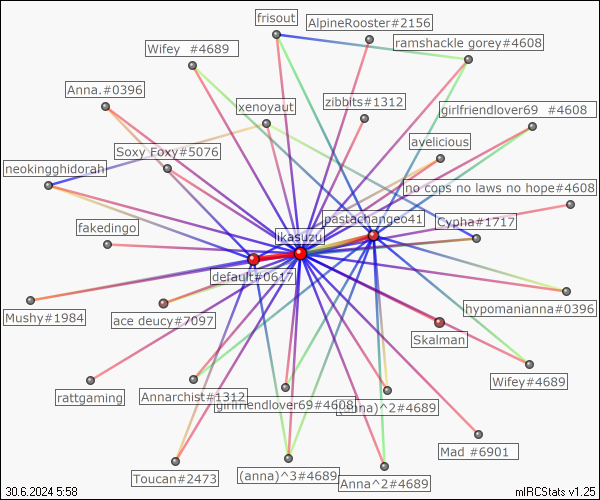 frisout
AlpineRooster#2156
Wifey #4689
ramshackle gorey#4608
Anna.#0396
xenoyaut
zibbits#1312
girlfriendlover69 #4608
Soxy Foxy#5076
avelicious
neokingghidorah
no cops no laws no hope#4608
fakedingo
ikasuzu
pastachangeo41
Cypha#1717
default#0617
Mushy#1984
ace deucy#7097
hypomanianna#0396
Skalman
rattgaming
Annarchist#1312
girlfriendlover69#4608
(anna)^2#4689
Wifey#4689
Mad #6901
Toucan#2473
(anna)^3#4689
Anna^2#4689
30.6.2024 5:58
mIRCStats v1.25